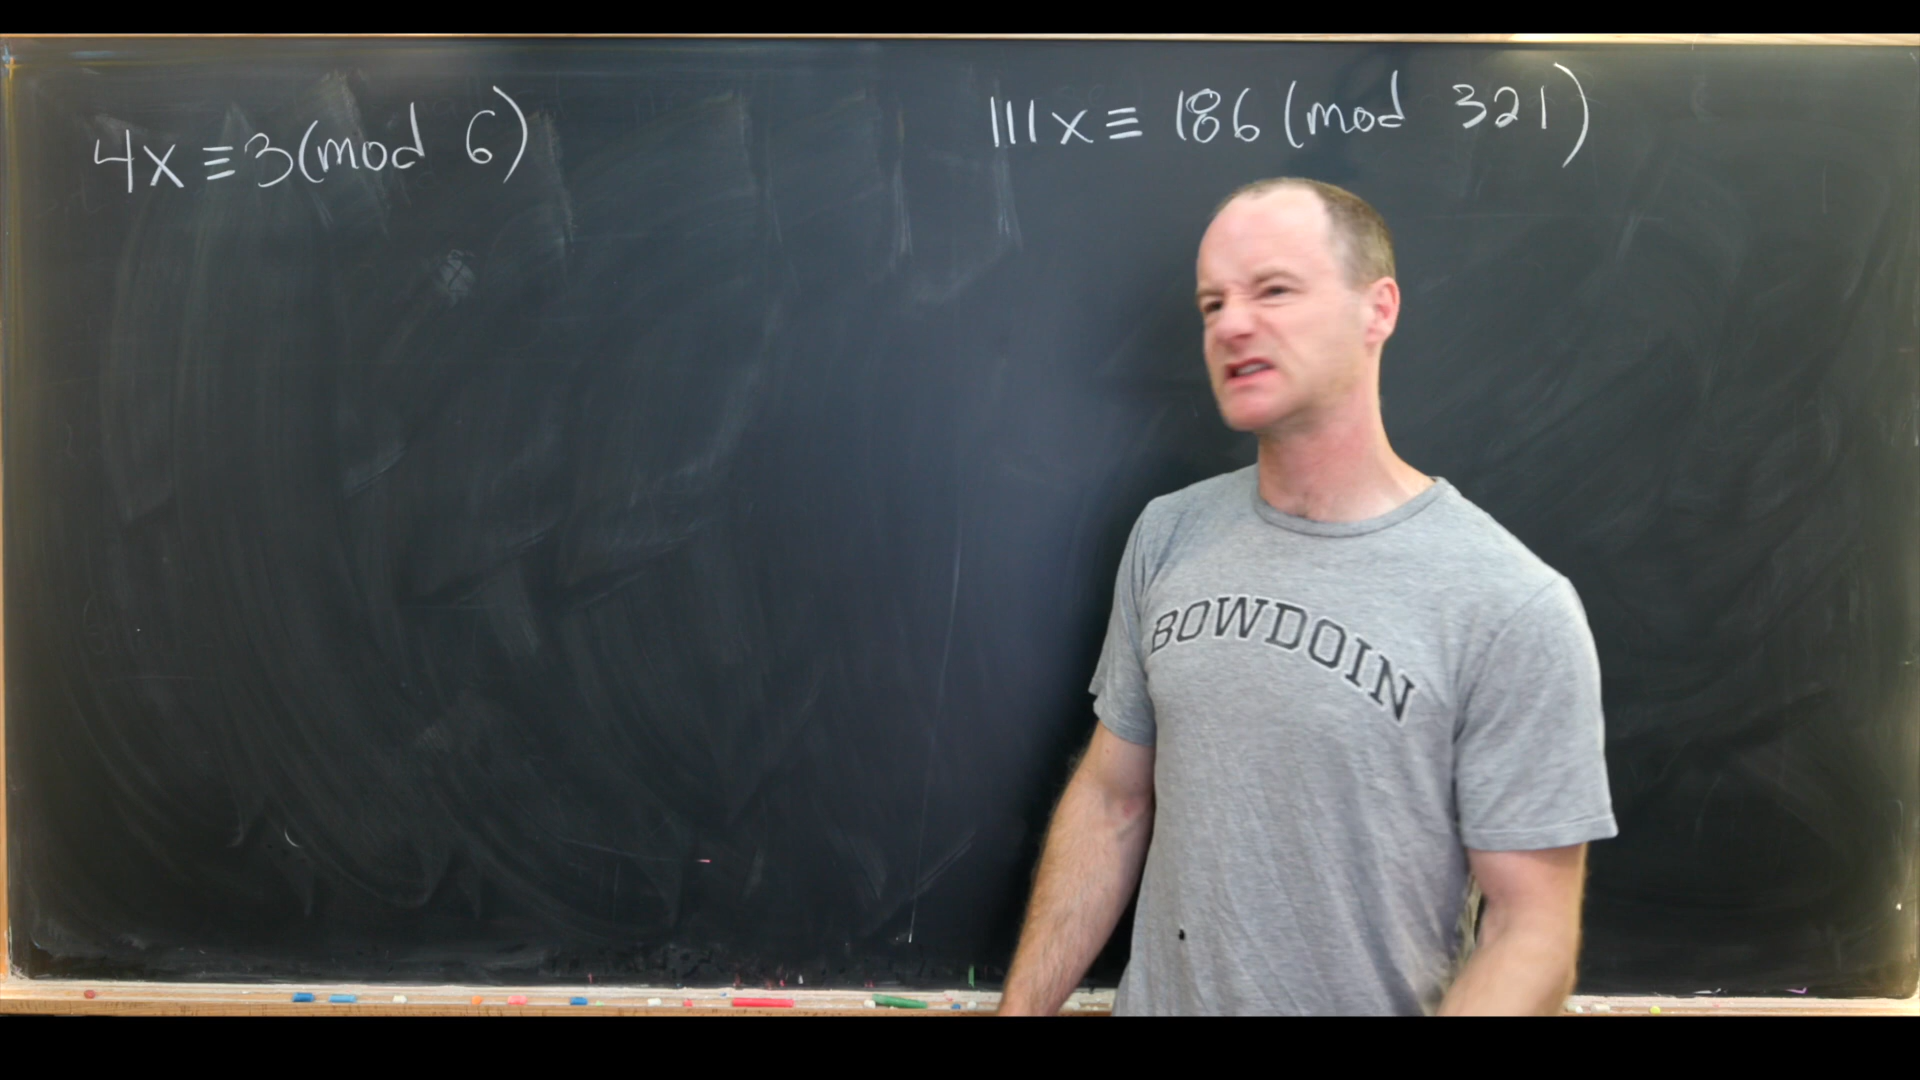 4x ≡ 3 (mod 6)
111x ≡ 186 (mod 321)
BOWDOIN